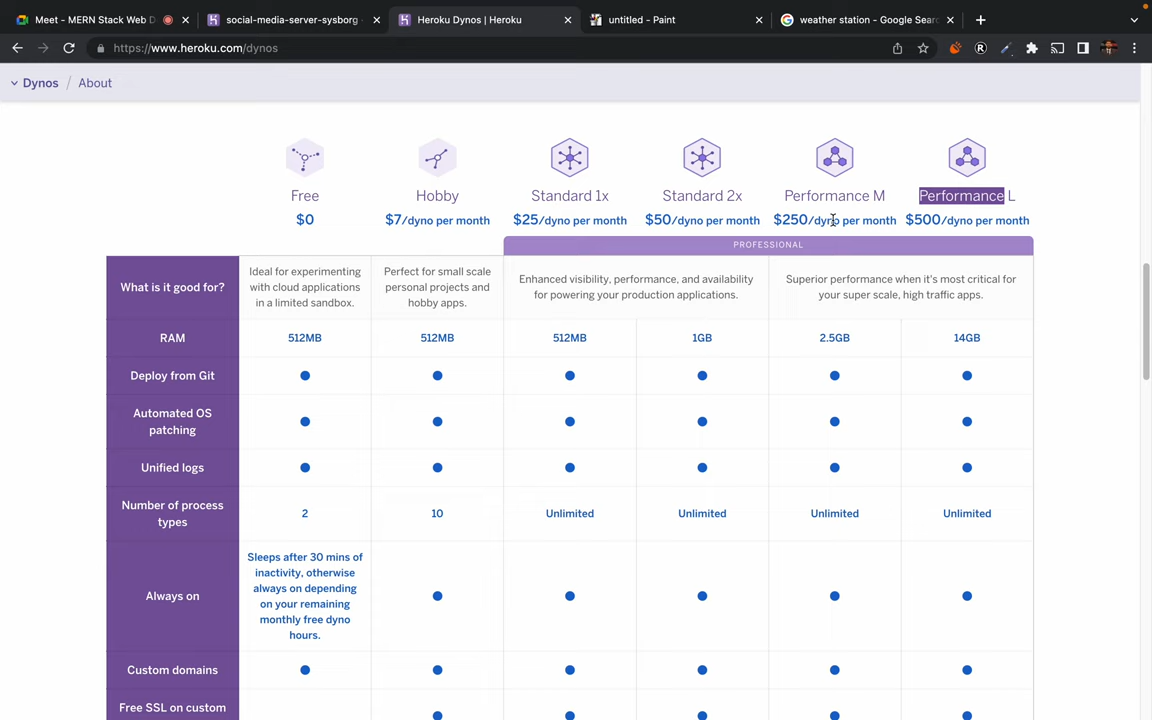 Meet - MERN Stack Web D
social-media-server-sysborg
Heroku Dynos | Heroku
untitled - Paint
weather station - Google Sear
https://www.heroku.com/dynos
Dynos / About
Free
Hobby
Standard 1x
Standard 2x
Performance M
Performance L
$0
$7/dyno per month
$25/dyno per month
$50/dyno per month
$250/dyno per month
$500/dyno per month
PROFESSIONAL
What is it good for?
Ideal for experimenting
with cloud applications
in a limited sandbox.
Perfect for small scale
personal projects and
hobby apps.
Enhanced visibility, performance, and availability
for powering your production applications.
Superior performance when it's most critical for
your super scale, high traffic apps.
RAM
512MB
512MB
512MB
1GB
2.5GB
14GB
Deploy from Git
Automated OS
patching
Unified logs
Number of process
types
2
10
Unlimited
Unlimited
Unlimited
Unlimited
Always on
Sleeps after 30 mins of
inactivity, otherwise
always on depending
on your remaining
monthly free dyno
hours.
Custom domains
Free SSL on custom